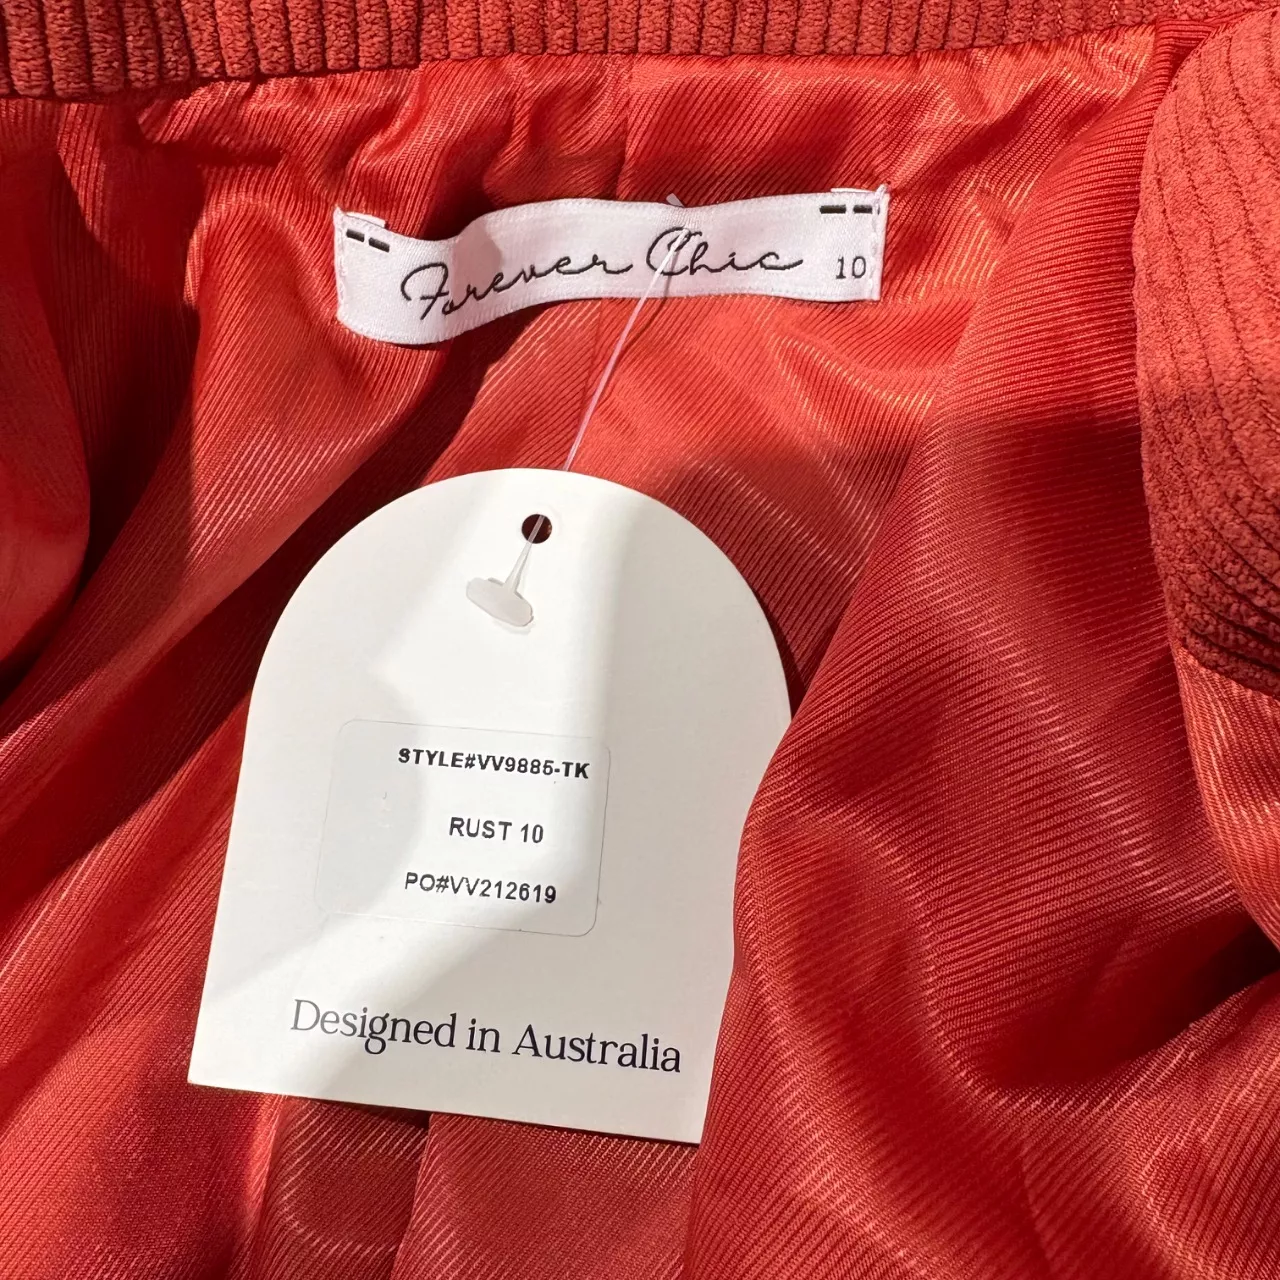 Forever Chic 10
STYLE#VV9885-TK
RUST 10
PO#VV212619
Designed in Australia